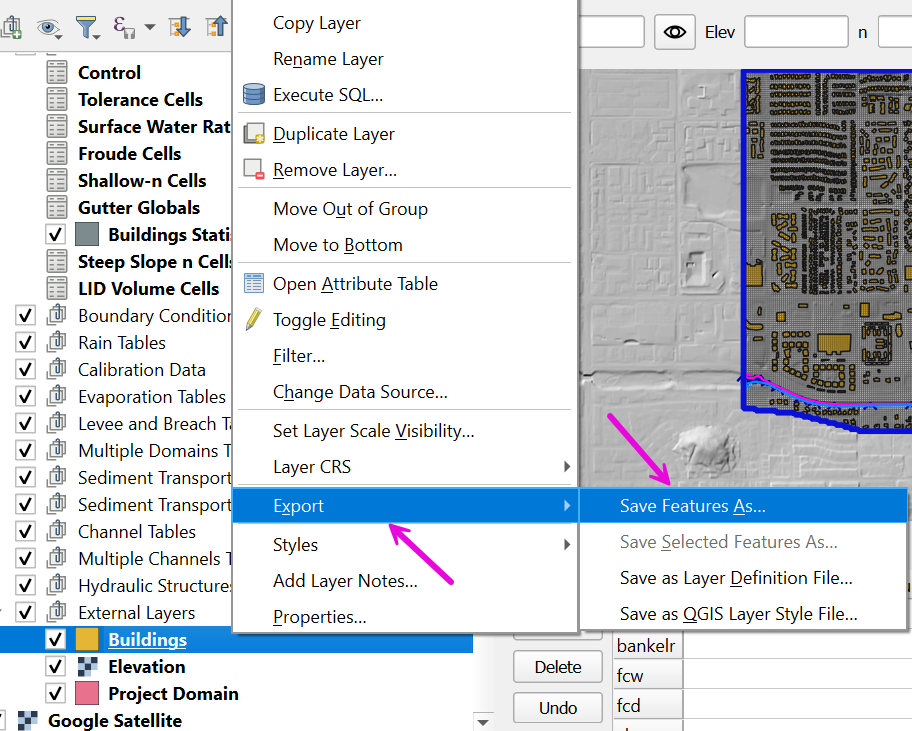 Elev
n
Control
Tolerance Cells
Surface Water Rat
Froude Cells
Shallow-n Cells
Gutter Globals
Buildings Stati
Steep Slope n Cells
LID Volume Cells
Boundary Condition
Rain Tables
Calibration Data
Evaporation Tables
Levee and Breach T
Multiple Domains T
Sediment Transport
Sediment Transport
Channel Tables
Multiple Channels T
Hydraulic Structures
External Layers
Buildings
Elevation
Project Domain
Google Satellite
Copy Layer
Rename Layer
Execute SQL...
Duplicate Layer
Remove Layer...
Move Out of Group
Move to Bottom
Open Attribute Table
Toggle Editing
Filter...
Change Data Source...
Set Layer Scale Visibility...
Layer CRS
Export
Styles
Add Layer Notes...
Properties...
Save Features As...
Save Selected Features As...
Save as Layer Definition File...
Save as QGIS Layer Style File...
Delete
Undo
bankelr
fcw
fcd